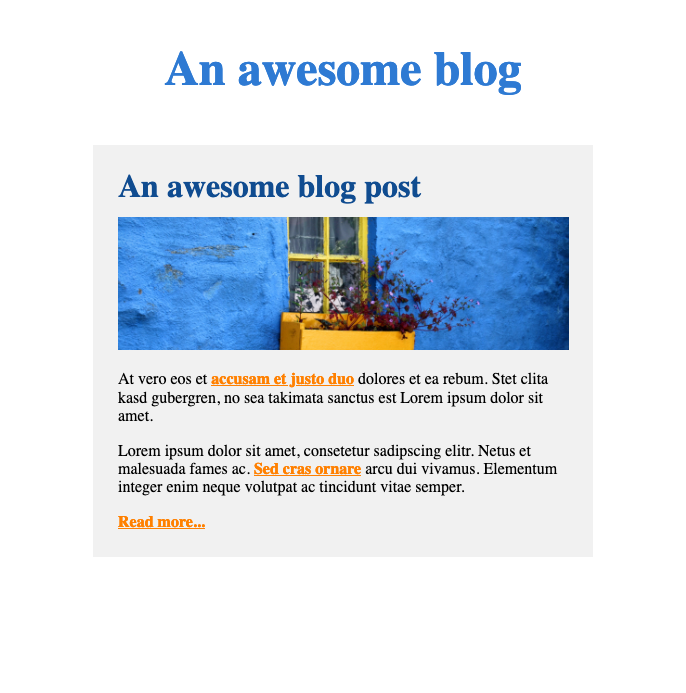 An awesome blog
An awesome blog post
At vero eos et accusam et justo duo dolores et ea rebum. Stet clita
kasd gubergren, no sea takimata sanctus est Lorem ipsum dolor sit
amet.
Lorem ipsum dolor sit amet, consetetur sadipscing elitr. Netus et
malesuada fames ac. Sed cras ornare arcu dui vivamus. Elementum
integer enim neque volutpat ac tincidunt vitae semper.
Read more...